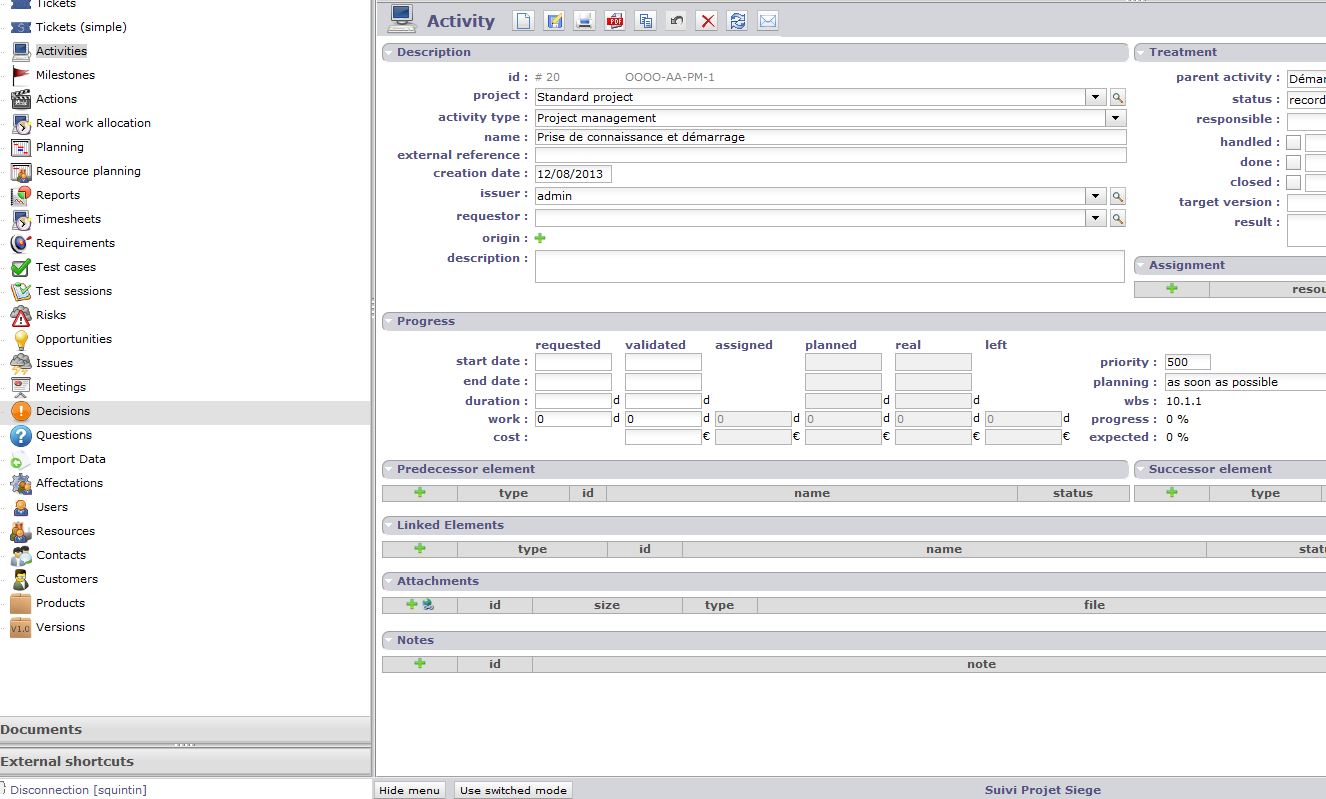 Tickets
Tickets (simple)
Activities
Milestones
Actions
Real work allocation
Planning
Resource planning
Reports
Timesheets
Requirements
Test cases
Test sessions
Risks
Opportunities
Issues
Meetings
Decisions
Questions
Import Data
Affectations
Users
Resources
Contacts
Customers
Products
V1.0 Versions
Documents
External shortcuts
Disconnection [squintin]
Activity
PDF
Description
id : # 20 OOOO-AA-PM-1
project : Standard project
activity type : Project management
name : Prise de connaissance et démarrage
external reference :
creation date : 12/08/2013
issuer : admin
requestor :
origin :
description :
Treatment
parent activity : Démar
status : record
responsible :
handled :
done :
closed :
target version :
result :
Assignment
resou
Progress
requested validated assigned planned real left
start date :
end date :
duration : d d d d
work : 0 d 0 d 0 d 0 d 0 d 0 d
cost : € € € € €
priority : 500
planning : as soon as possible
wbs : 10.1.1
progress : 0 %
expected : 0 %
Predecessor element
type id name status
Successor element
type
Linked Elements
type id name statu
Attachments
id size type file
Notes
id note
Hide menu Use switched mode Suivi Projet Siege